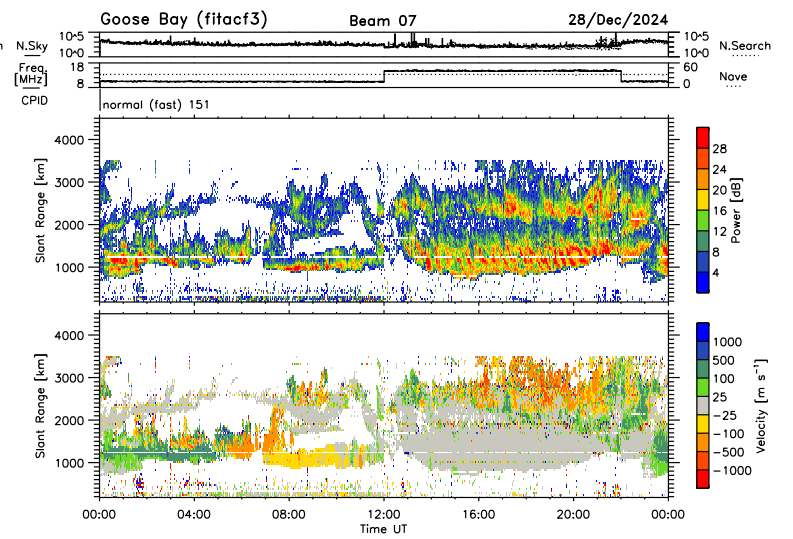 Goose Bay (fitacf3) Beam 07 28/Dec/2024
N.Sky 10^5 10^0 10^5 10^0 N.Search
Freq. [MHz] 18 8 60 0 Nave
CPID normal (fast) 151
Slant Range [km]
4000
3000
2000
1000
28
24
20
16
12
8
4
Power [dB]
Slant Range [km]
4000
3000
2000
1000
1000
500
100
25
−25
−100
−500
−1000
Velocity [m s⁻¹]
00:00 04:00 08:00 12:00 16:00 20:00 00:00
Time UT